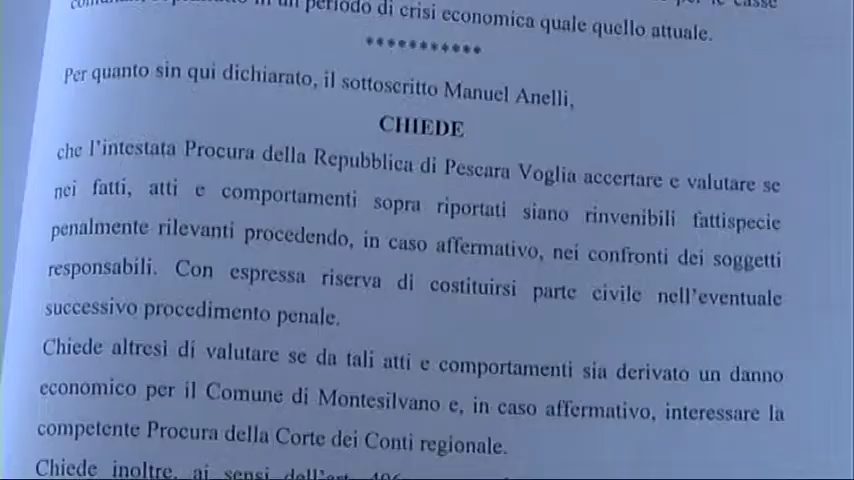 in un periodo di crisi economica quale quello attuale.
***********
Per quanto sin qui dichiarato, il sottoscritto Manuel Anelli,
CHIEDE
che l'intestata Procura della Repubblica di Pescara Voglia accertare e valutare se
nei fatti, atti e comportamenti sopra riportati siano rinvenibili fattispecie
penalmente rilevanti procedendo, in caso affermativo, nei confronti dei soggetti
responsabili. Con espressa riserva di costituirsi parte civile nell'eventuale
successivo procedimento penale.
Chiede altresì di valutare se da tali atti e comportamenti sia derivato un danno
economico per il Comune di Montesilvano e, in caso affermativo, interessare la
competente Procura della Corte dei Conti regionale.
Chiede inoltre, ai sensi dell'art.